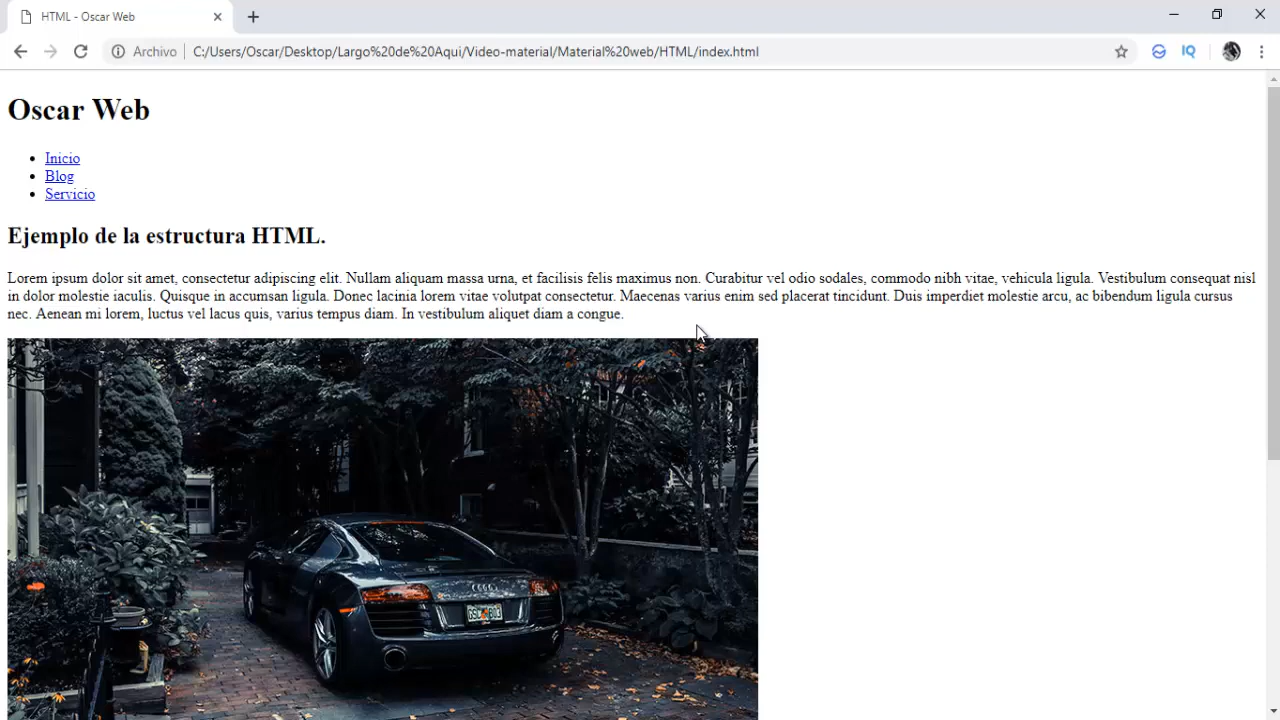 HTML - Oscar Web
Archivo C:/Users/Oscar/Desktop/Largo%20de%20Aqui/Video-material/Material%20web/HTML/index.html
IQ
Oscar Web
Inicio
Blog
Servicio
Ejemplo de la estructura HTML.
Lorem ipsum dolor sit amet, consectetur adipiscing elit. Nullam aliquam massa urna, et facilisis felis maximus non. Curabitur vel odio sodales, commodo nibh vitae, vehicula ligula. Vestibulum consequat nisl
in dolor molestie iaculis. Quisque in accumsan ligula. Donec lacinia lorem vitae volutpat consectetur. Maecenas varius enim sed placerat tincidunt. Duis imperdiet molestie arcu, ac bibendum ligula cursus
nec. Aenean mi lorem, luctus vel lacus quis, varius tempus diam. In vestibulum aliquet diam a congue.